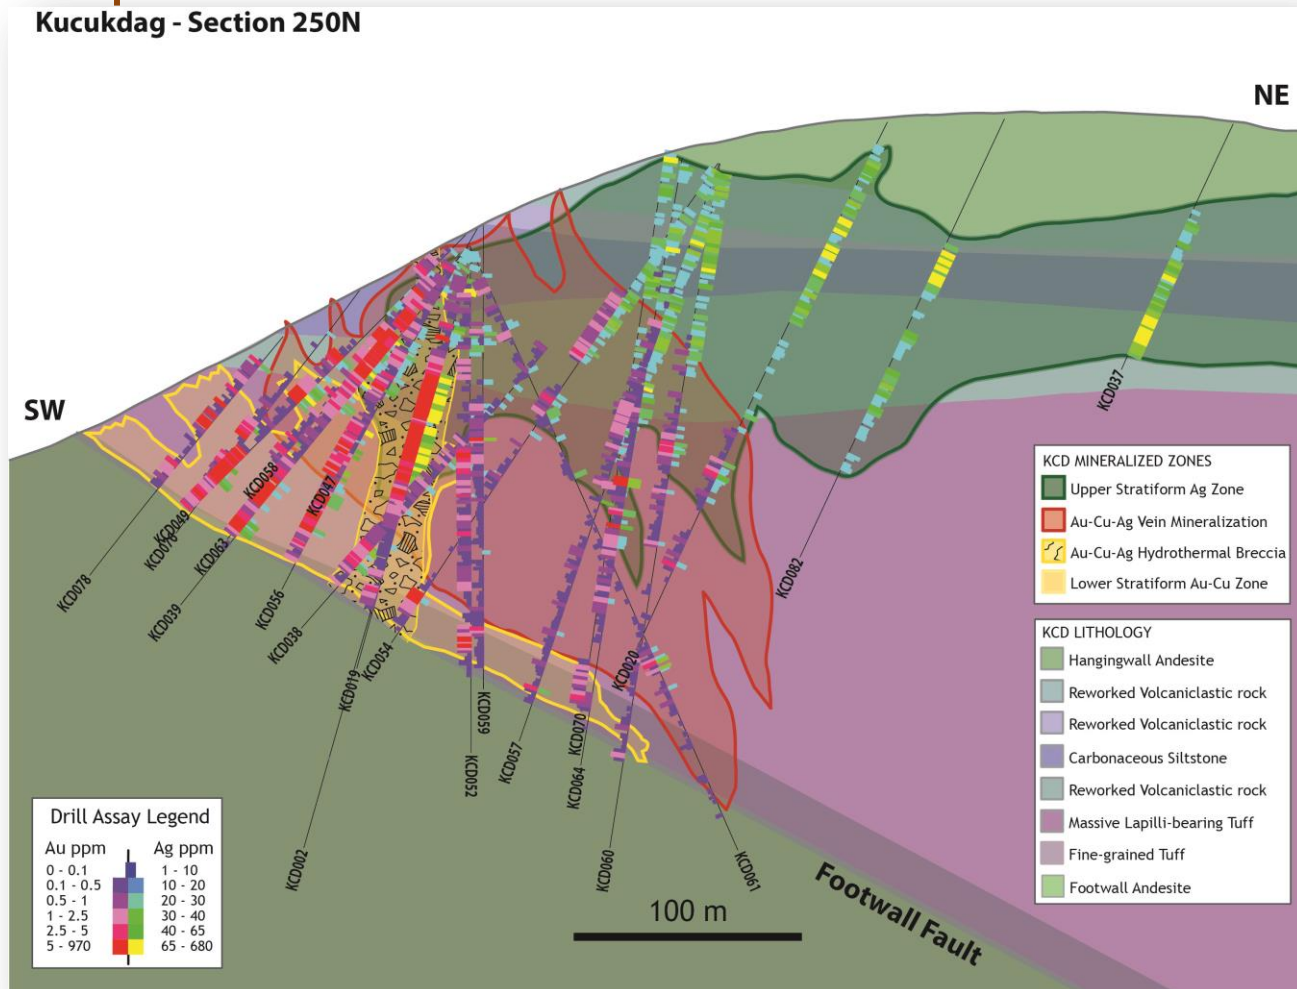 Kucukdag - Section 250N
NE
SW
KCD037
KCD082
KCD058
KCD047
KCD049
KCD078
KCD063
KCD039
KCD056
KCD038
KCD019
KCD054
KCD059
KCD052
KCD057
KCD070
KCD020
KCD064
KCD002
KCD060
KCD061
Footwall Fault
100 m
KCD MINERALIZED ZONES
Upper Stratiform Ag Zone
Au-Cu-Ag Vein Mineralization
Au-Cu-Ag Hydrothermal Breccia
Lower Stratiform Au-Cu Zone
KCD LITHOLOGY
Hangingwall Andesite
Reworked Volcaniclastic rock
Reworked Volcaniclastic rock
Carbonaceous Siltstone
Reworked Volcaniclastic rock
Massive Lapilli-bearing Tuff
Fine-grained Tuff
Footwall Andesite
Drill Assay Legend
Au ppm Ag ppm
0 - 0.1 1 - 10
0.1 - 0.5 10 - 20
0.5 - 1 20 - 30
1 - 2.5 30 - 40
2.5 - 5 40 - 65
5 - 970 65 - 680